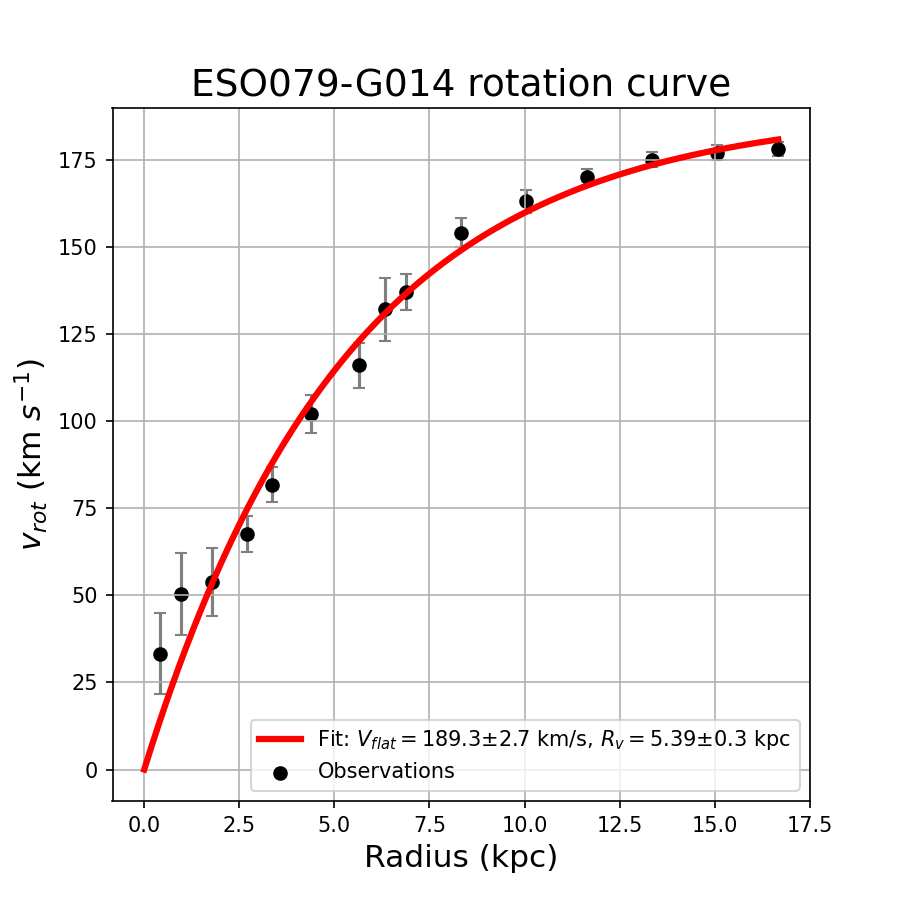 ESO079-G014 rotation curve
175
150
125
100
75
50
25
0
v_rot (km s⁻¹)
Fit: V_flat = 189.3±2.7 km/s, R_v = 5.39±0.3 kpc
Observations
0.0 2.5 5.0 7.5 10.0 12.5 15.0 17.5
Radius (kpc)